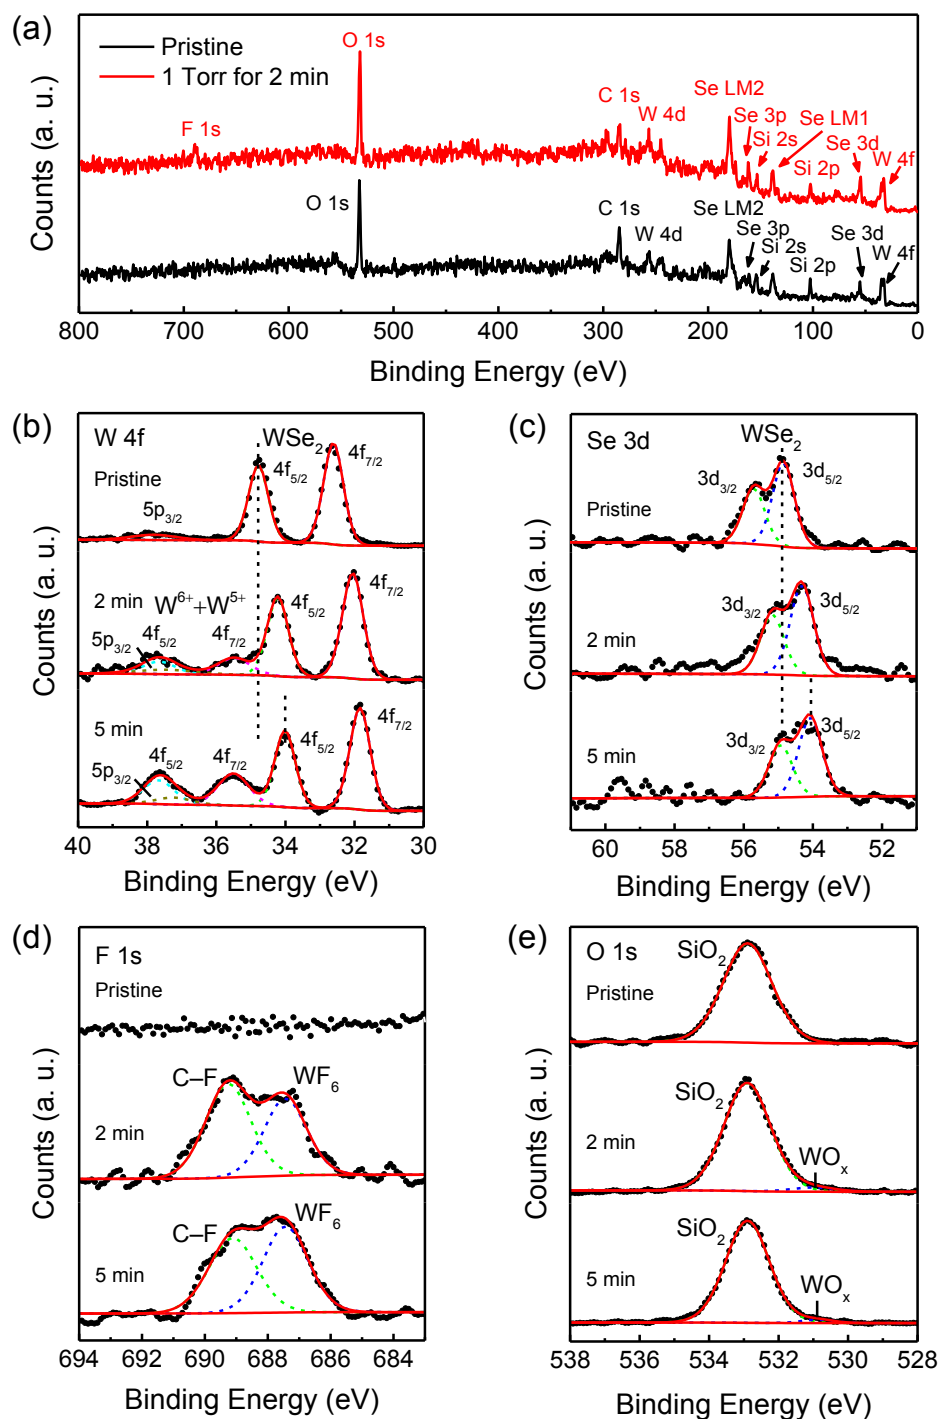 (a)
Pristine
1 Torr for 2 min
O 1s
F 1s
C 1s
W 4d
Se LM2
Se 3p
Si 2s
Se LM1
Si 2p
Se 3d
W 4f
O 1s
C 1s
W 4d
Se LM2
Se 3p
Si 2s
Si 2p
Se 3d
W 4f
Counts (a. u.)
800 700 600 500 400 300 200 100 0
Binding Energy (eV)
(b)
W 4f
WSe₂
Pristine
5p₃/₂
4f₅/₂
4f₇/₂
2 min
W⁶⁺+W⁵⁺
5p₃/₂
4f₅/₂
4f₇/₂
4f₅/₂
4f₇/₂
5 min
5p₃/₂
4f₅/₂
4f₇/₂
4f₅/₂
4f₇/₂
Counts (a. u.)
40 38 36 34 32 30
Binding Energy (eV)
(c)
Se 3d
WSe₂
Pristine
3d₃/₂
3d₅/₂
2 min
3d₃/₂
3d₅/₂
5 min
3d₃/₂
3d₅/₂
Counts (a. u.)
60 58 56 54 52
Binding Energy (eV)
(d)
F 1s
Pristine
C–F
WF₆
2 min
C–F
WF₆
5 min
Counts (a. u.)
694 692 690 688 686 684
Binding Energy (eV)
(e)
O 1s
SiO₂
Pristine
SiO₂
2 min
WOₓ
SiO₂
5 min
WOₓ
Counts (a. u.)
538 536 534 532 530 528
Binding Energy (eV)